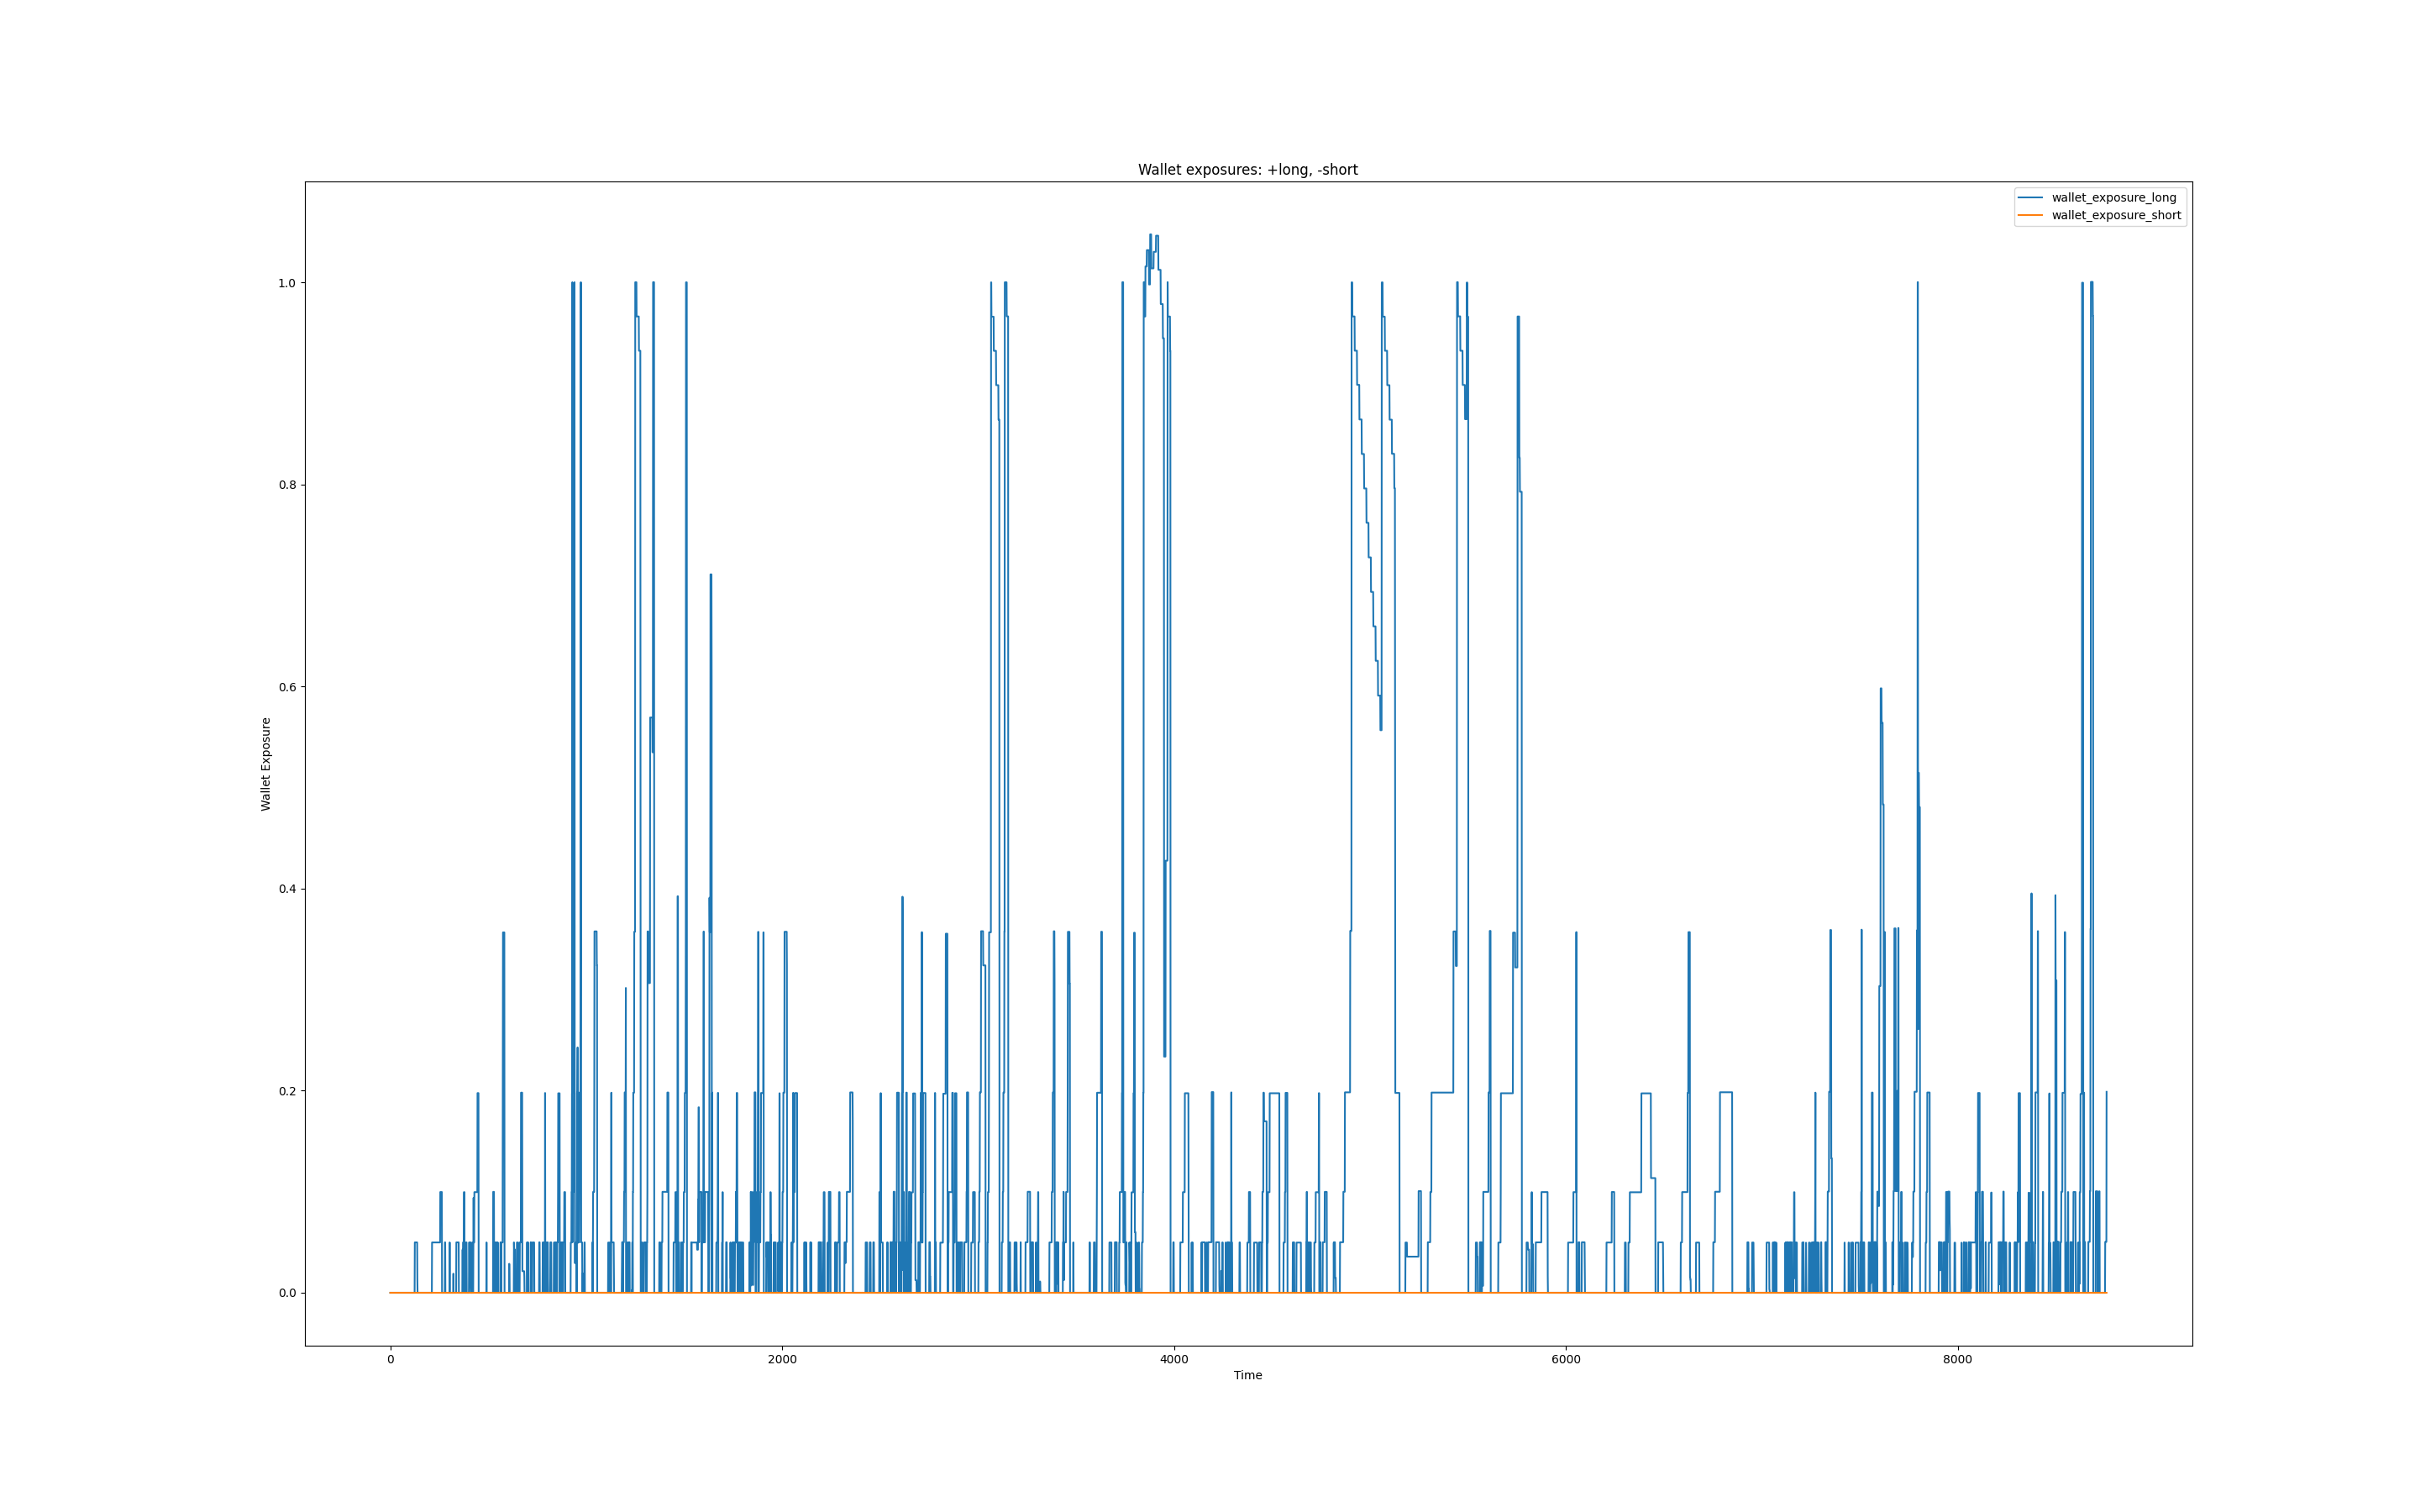 Wallet exposures: +long, -short
wallet_exposure_long
wallet_exposure_short
1.0
0.8
0.6
0.4
0.2
0.0
Wallet Exposure
0 2000 4000 6000 8000
Time